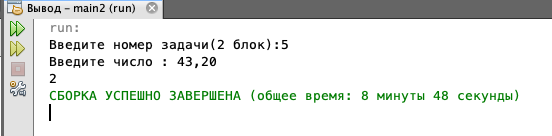 Вывод – main2 (run)
run:
Введите номер задачи(2 блок):5
Введите число : 43,20
2
СБОРКА УСПЕШНО ЗАВЕРШЕНА (общее время: 8 минуты 48 секунды)